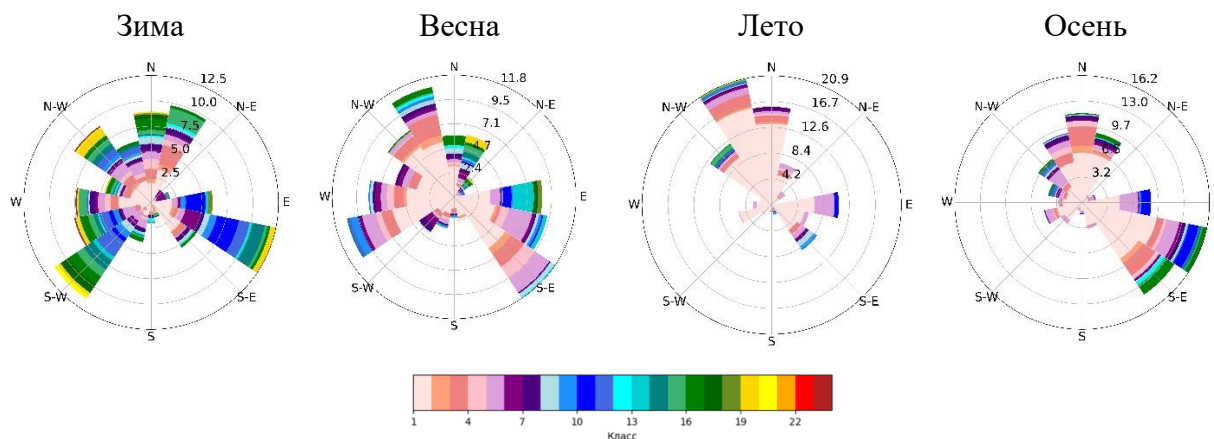 Зима
Весна
Лето
Осень
N
N-E
E
S-E
S
S-W
W
N-W
2.5
5.0
7.5
10.0
12.5
N
N-E
E
S-E
S
S-W
W
N-W
4.7
7.1
9.5
11.8
N
N-E
E
S-E
S
S-W
W
N-W
4.2
8.4
12.6
16.7
20.9
N
N-E
E
S-E
S
S-W
W
N-W
3.2
9.7
13.0
16.2
1
4
7
10
13
16
19
22
Класс